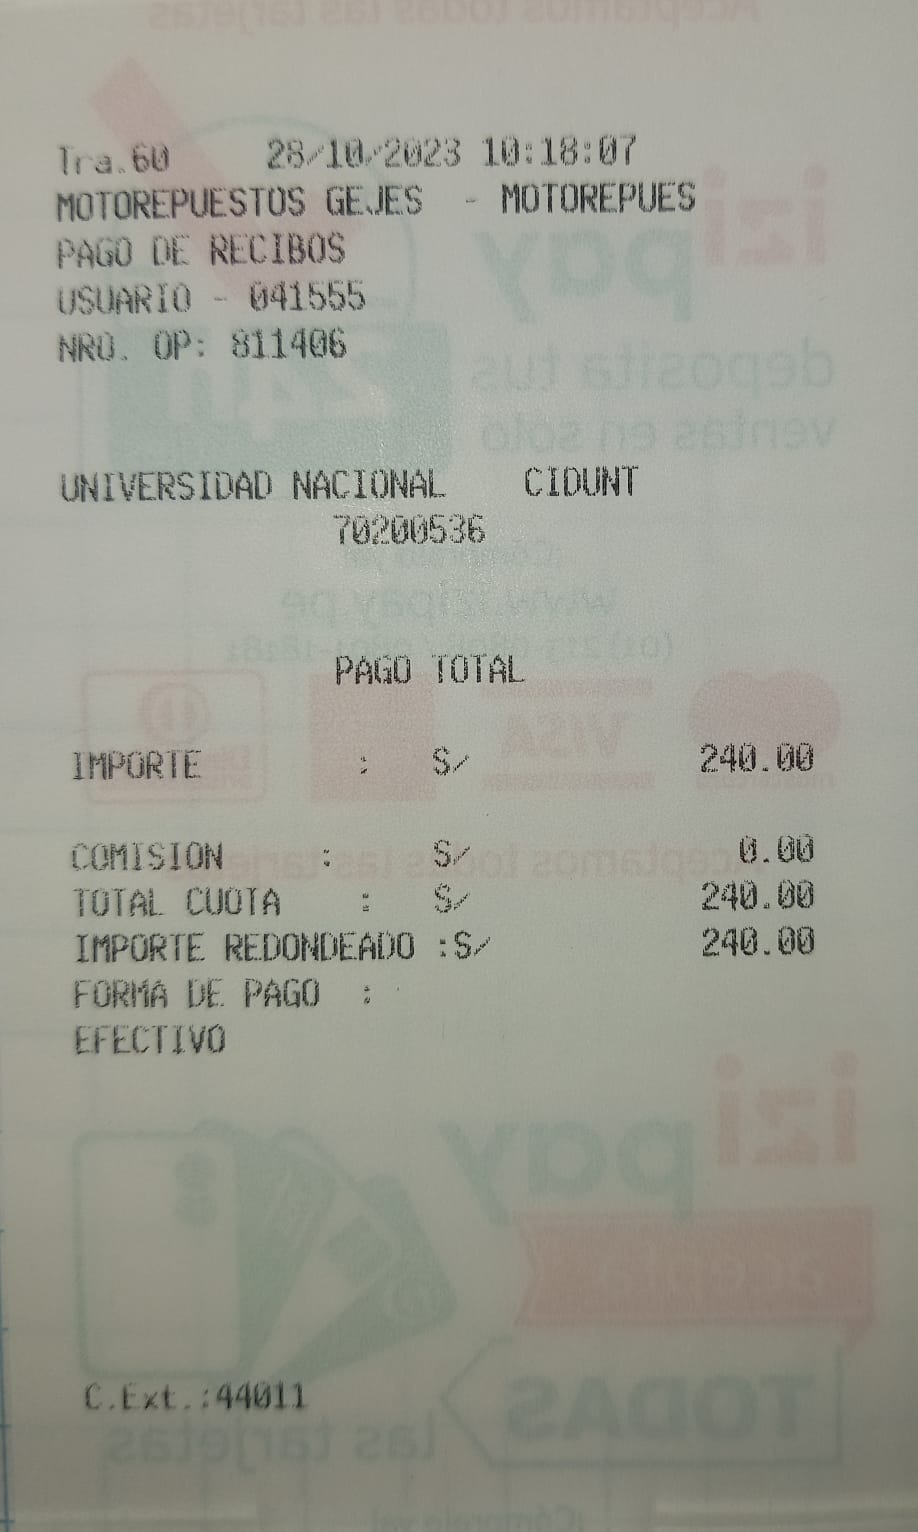 Tra.60 28/10/2023 10:18:07
MOTOREPUESTOS GEJES - MOTOREPUES
PAGO DE RECIBOS
USUARIO - 041555
NRO. OP: 811406
UNIVERSIDAD NACIONAL CIDUNT
70200536
PAGO TOTAL
IMPORTE : S/ 240.00
COMISION : S/ 0.00
TOTAL CUOTA : S/ 240.00
IMPORTE REDONDEADO :S/ 240.00
FORMA DE PAGO :
EFECTIVO
C.Ext.:44011